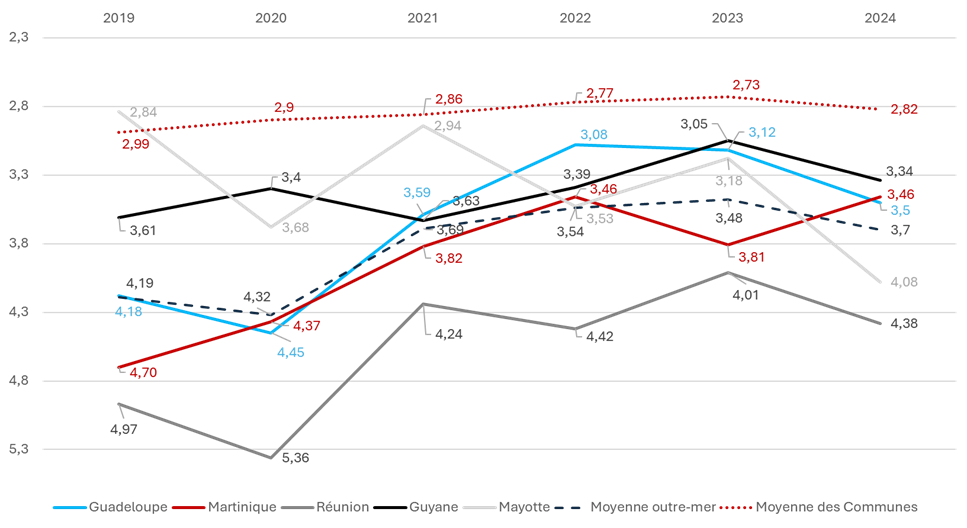 2019 2020 2021 2022 2023 2024
2,3
2,73
2,8 2,84 2,9 2,86 2,77 2,82
2,99 2,94 3,05 3,12
3,08
3,3 3,4 3,59 3,63 3,39 3,46 3,18 3,34
3,46
3,61 3,68 3,69 3,54 3,53 3,48 3,5
3,7
3,8 3,82 3,81
4,19 4,32 4,24 4,01 4,08
4,3 4,18 4,37 4,42 4,38
4,45
4,8 4,70
4,97
5,3 5,36
Guadeloupe Martinique Réunion Guyane Mayotte Moyenne outre-mer Moyenne des Communes